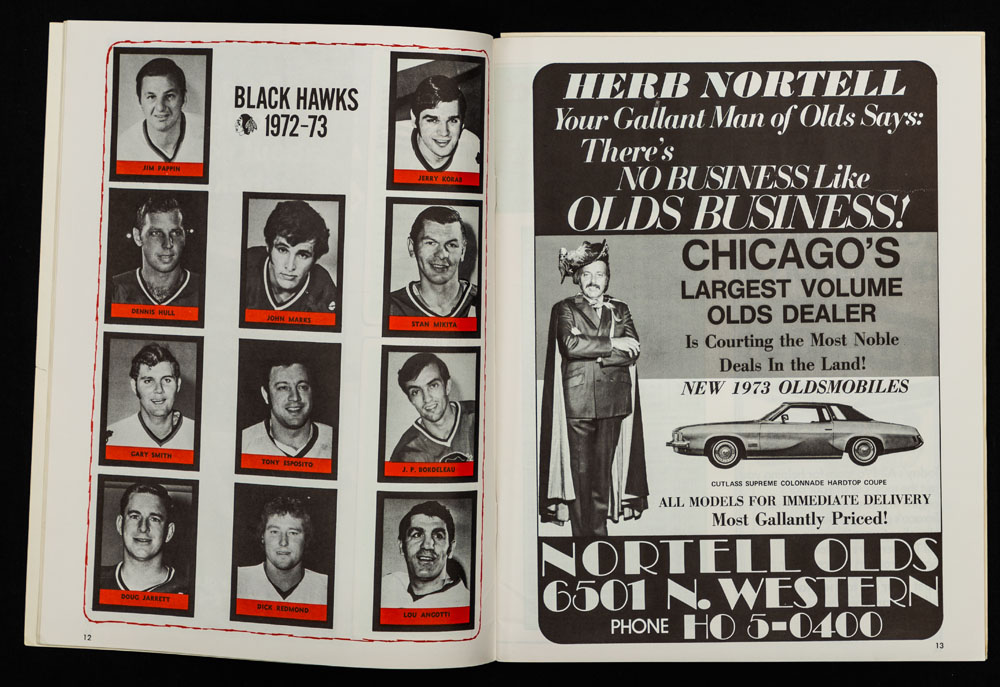 BLACK HAWKS
1972-73
JIM PAPPIN
JERRY KORAB
DENNIS HULL
JOHN MARKS
STAN MIKITA
GARY SMITH
TONY ESPOSITO
J. P. BORDELEAU
DOUG JARRETT
DICK REDMOND
LOU ANGOTTI
12
HERB NORTELL
Your Gallant Man of Olds Says:
There's
NO BUSINESS Like
OLDS BUSINESS!
CHICAGO'S
LARGEST VOLUME
OLDS DEALER
Is Courting the Most Noble
Deals In the Land!
NEW 1973 OLDSMOBILES
CUTLASS SUPREME COLONNADE HARDTOP COUPE
ALL MODELS FOR IMMEDIATE DELIVERY
Most Gallantly Priced!
NORTELL OLDS
6501 N. WESTERN
PHONE HO 5-0400
13